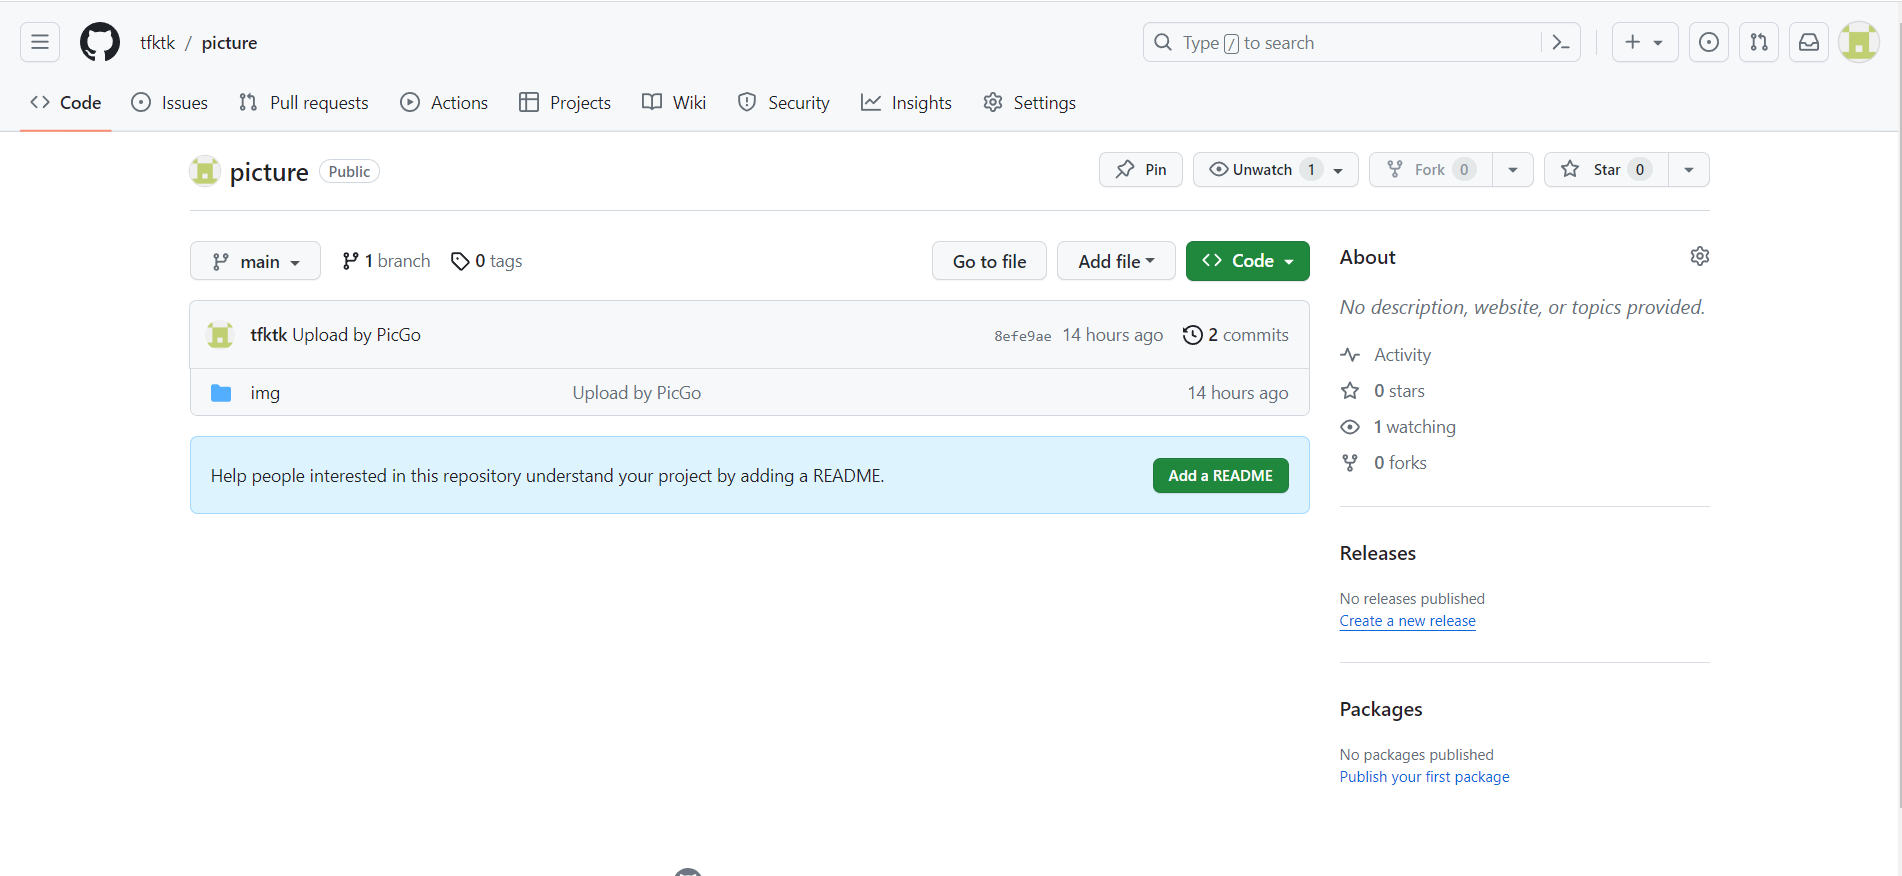 tfktk / picture
Type / to search
Code Issues Pull requests Actions Projects Wiki Security Insights Settings
picture Public
Pin Unwatch 1 Fork 0 Star 0
main 1 branch 0 tags Go to file Add file Code
tfktk Upload by PicGo 8efe9ae 14 hours ago 2 commits
img Upload by PicGo 14 hours ago
Help people interested in this repository understand your project by adding a README. Add a README
About
No description, website, or topics provided.
Activity
0 stars
1 watching
0 forks
Releases
No releases published
Create a new release
Packages
No packages published
Publish your first package